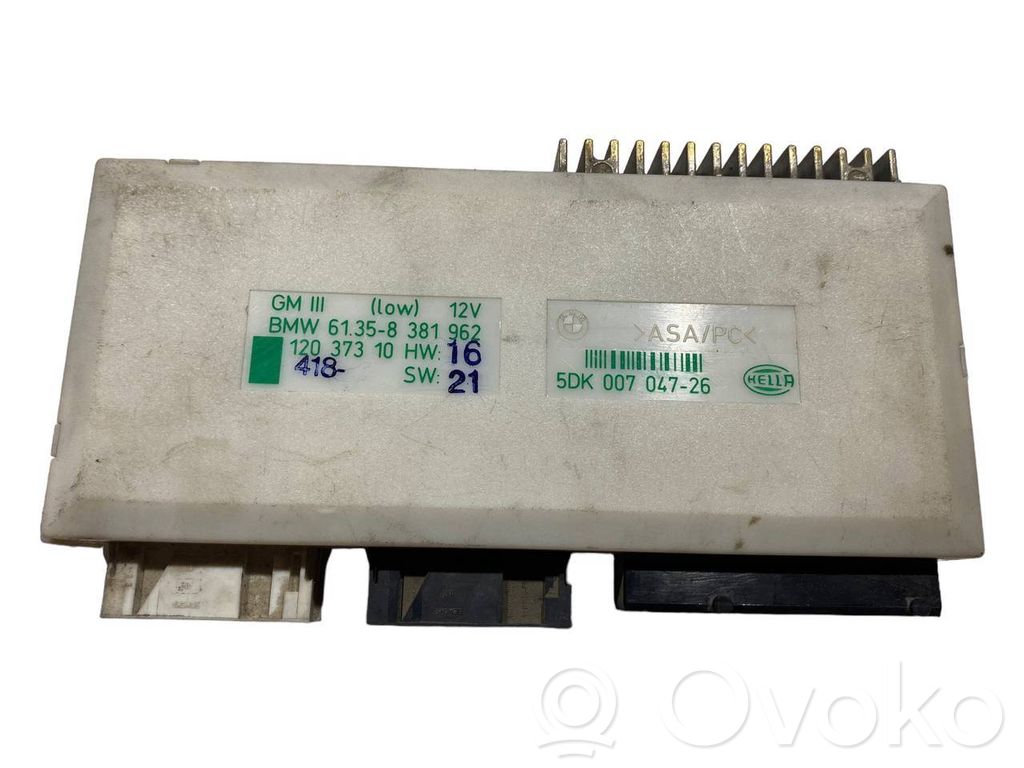 GM III (low) 12V
BMW 61.35-8 381 962
120 373 10 HW: 16
418- SW: 21
BMW
>ASA/PC<
5DK 007 047-26
HELLA
OVOKO